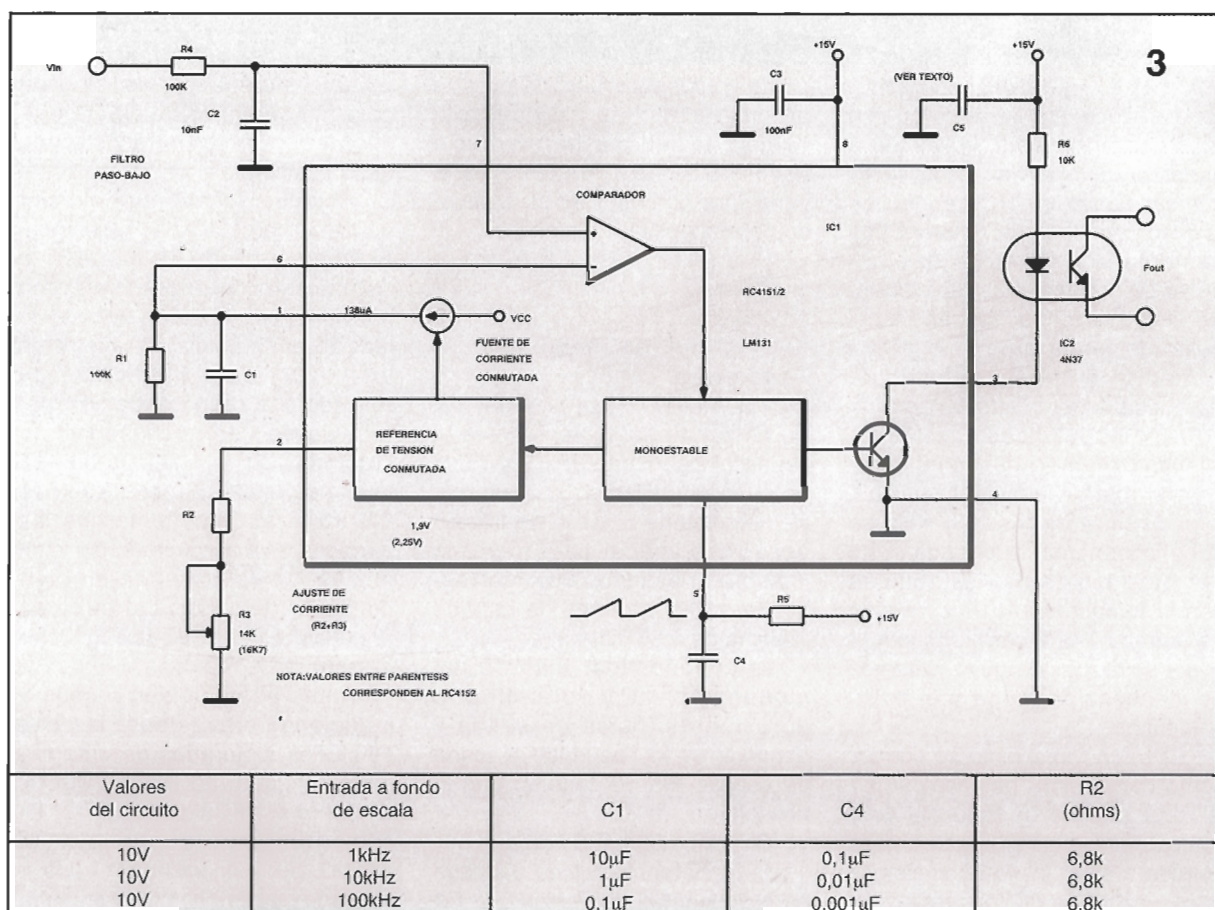 3
Vin
R4
100K
C2
10nF
FILTRO
PASO-BAJO
7
+15V
C3
100nF
8
(VER TEXTO)
C5
+15V
R6
10K
COMPARADOR
+
-
IC1
RC4151/2
LM131
Fout
IC2
4N37
6
1
138uA
VCC
FUENTE DE
CORRIENTE
CONMUTADA
R1
100K
C1
2
REFERENCIA
DE TENSION
CONMUTADA
MONOESTABLE
3
4
1,9V
(2,25V)
R2
R3
14K
(16K7)
AJUSTE DE
CORRIENTE
(R2+R3)
5
R5
+15V
C4
NOTA:VALORES ENTRE PARENTESIS
CORRESPONDEN AL RC4152
Valores del circuito Entrada a fondo de escala C1 C4 R2 (ohms)
10V 1kHz 10µF 0,1µF 6,8k
10V 10kHz 1µF 0,01µF 6,8k
10V 100kHz 0,1µF 0,001µF 6,8k